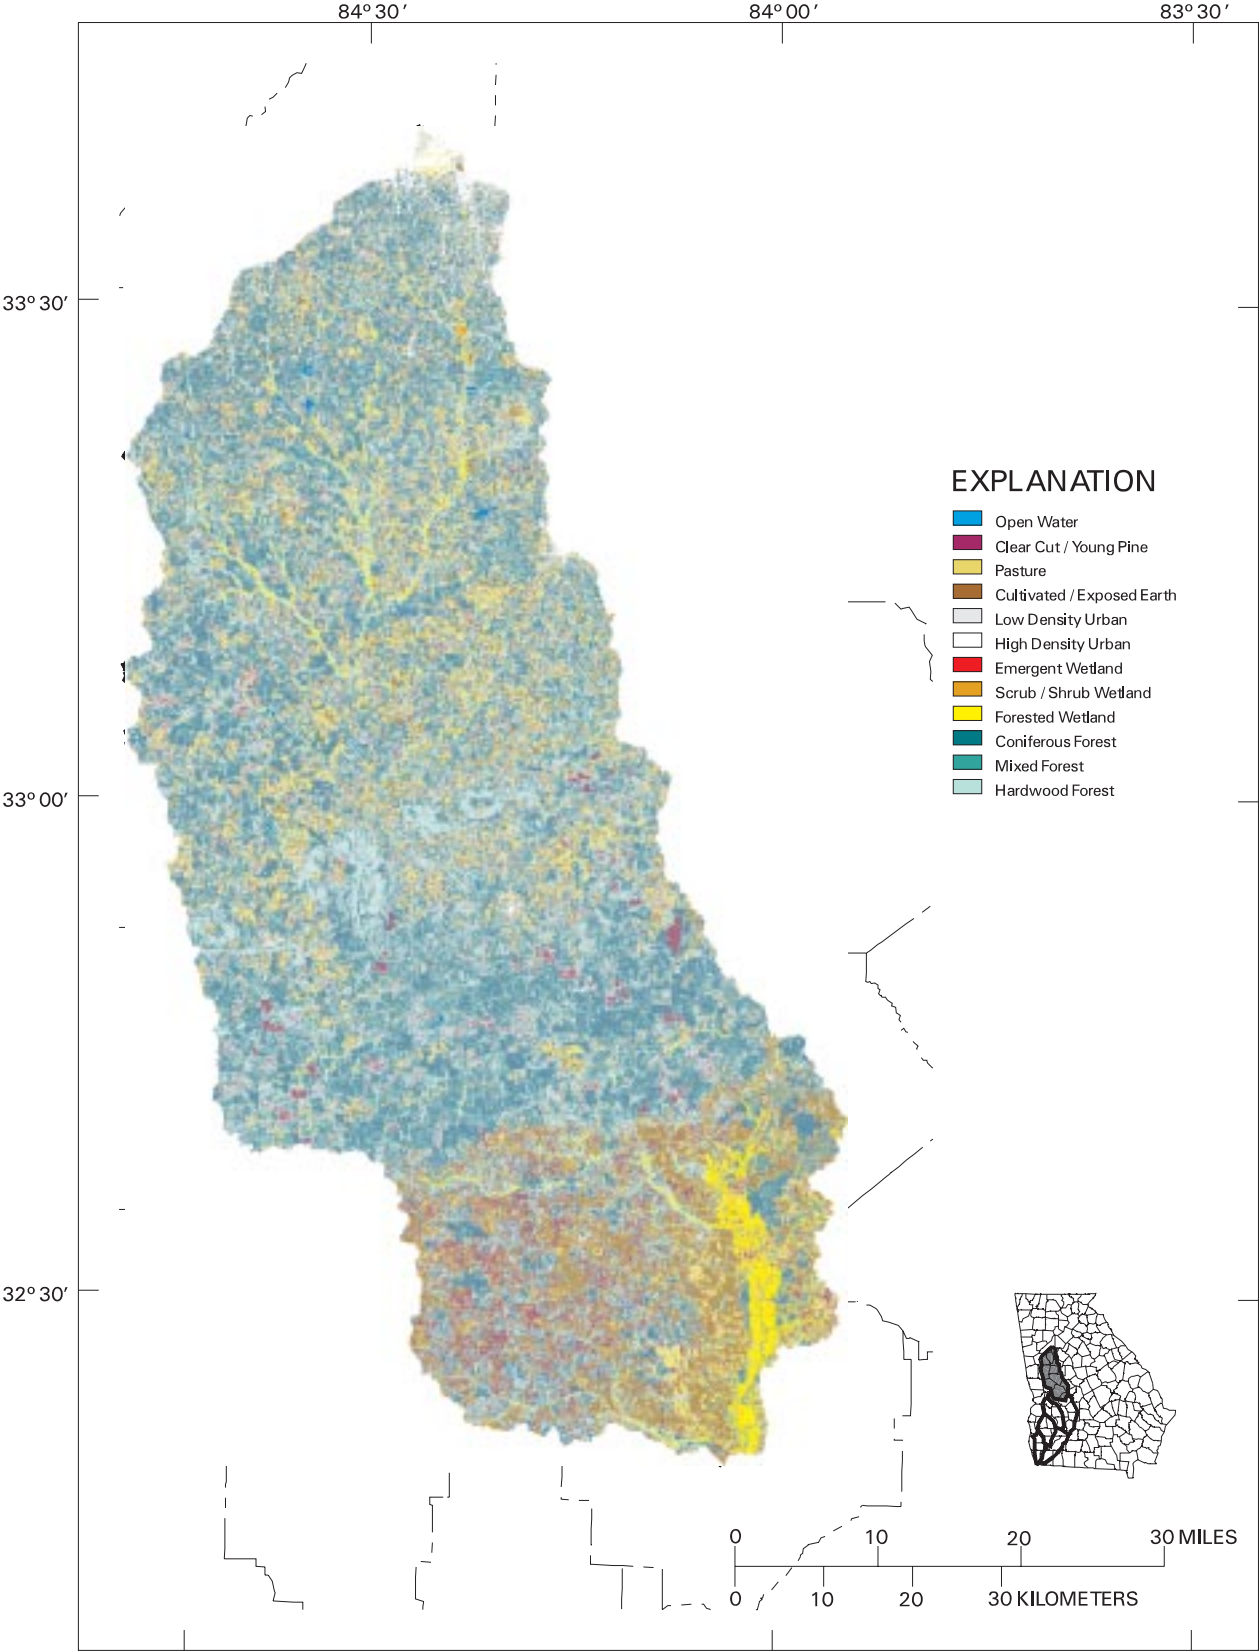 84° 30′ 84° 00′ 83° 30′
33° 30′
EXPLANATION
Open Water
Clear Cut / Young Pine
Pasture
Cultivated / Exposed Earth
Low Density Urban
High Density Urban
Emergent Wetland
Scrub / Shrub Wetland
Forested Wetland
Coniferous Forest
Mixed Forest
Hardwood Forest
33° 00′
32° 30′
0 10 20 30 MILES
0 10 20 30 KILOMETERS